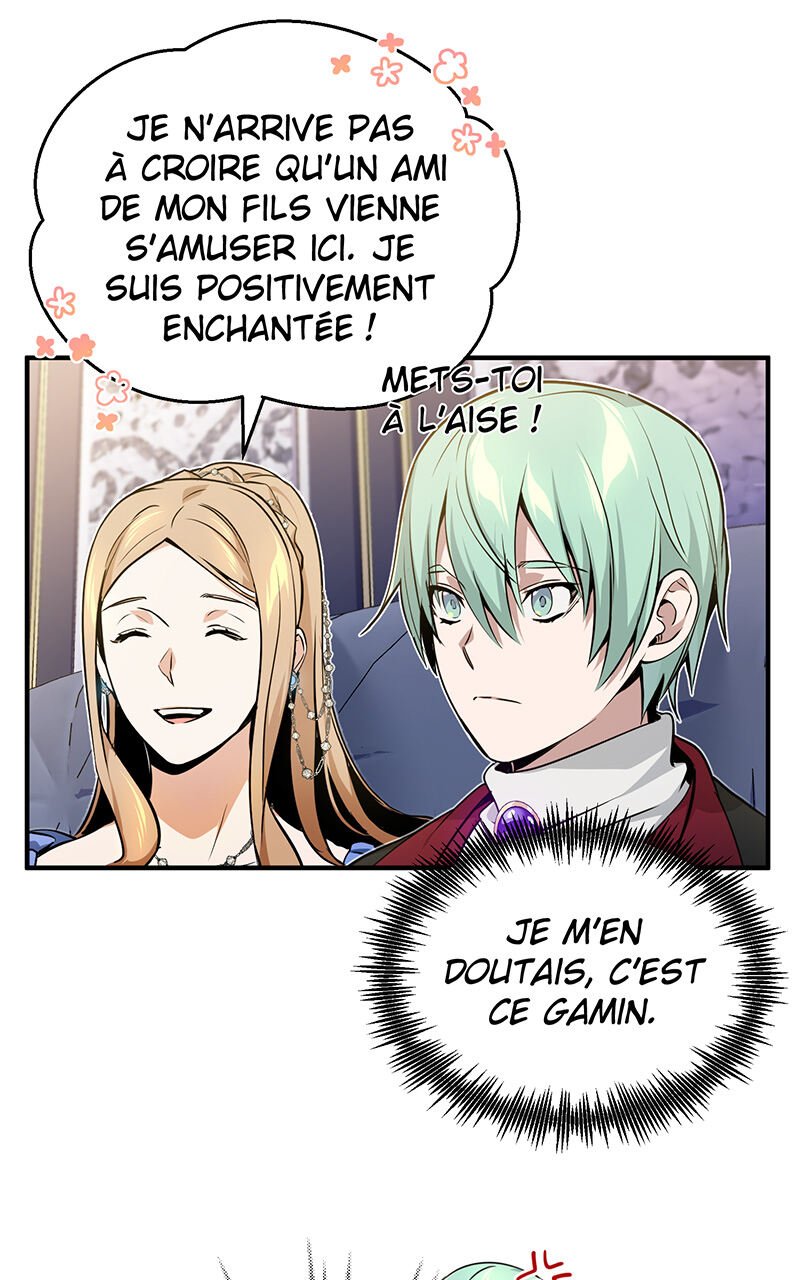 JE N'ARRIVE PAS
À CROIRE QU'UN AMI
DE MON FILS VIENNE
S'AMUSER ICI. JE
SUIS POSITIVEMENT
ENCHANTÉE !
METS-TOI
À L'AISE !
JE M'EN
DOUTAIS, C'EST
CE GAMIN.